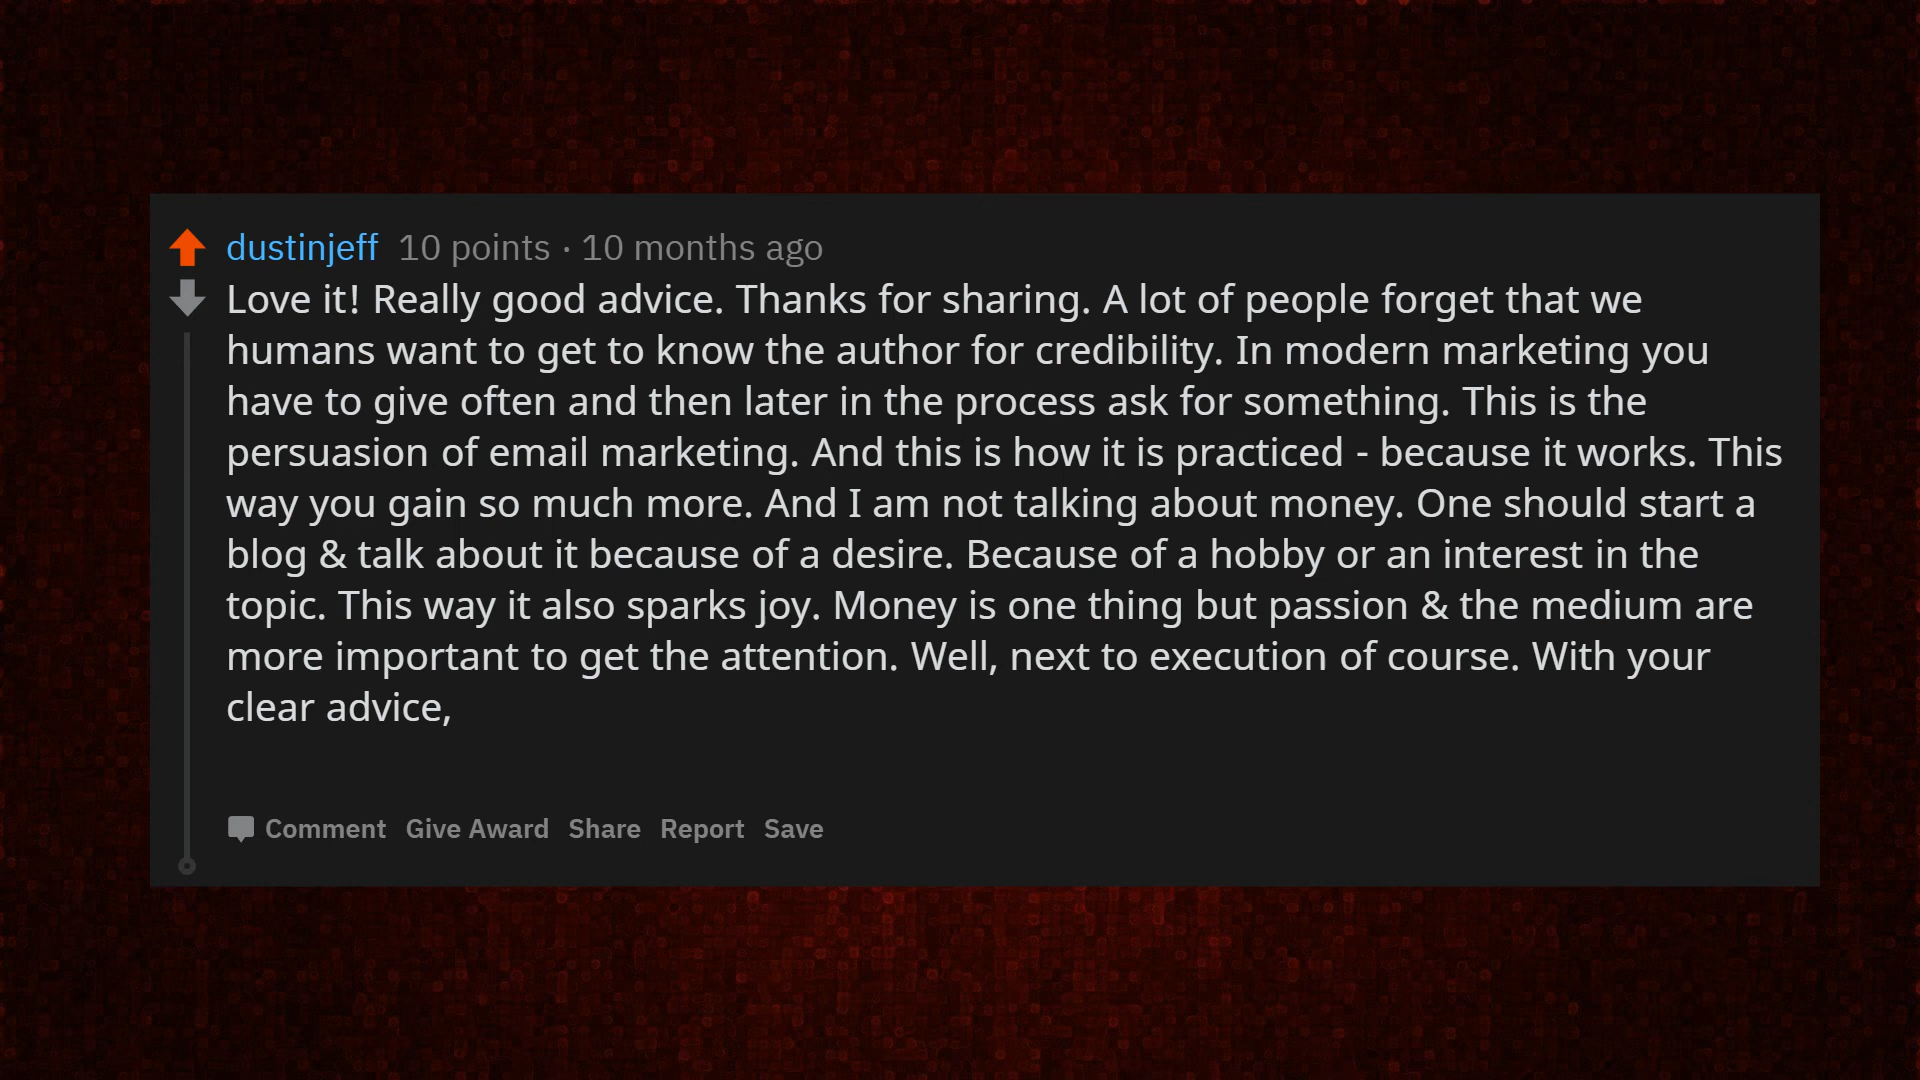 dustinjeff 10 points · 10 months ago
Love it! Really good advice. Thanks for sharing. A lot of people forget that we
humans want to get to know the author for credibility. In modern marketing you
have to give often and then later in the process ask for something. This is the
persuasion of email marketing. And this is how it is practiced - because it works. This
way you gain so much more. And I am not talking about money. One should start a
blog & talk about it because of a desire. Because of a hobby or an interest in the
topic. This way it also sparks joy. Money is one thing but passion & the medium are
more important to get the attention. Well, next to execution of course. With your
clear advice,
Comment Give Award Share Report Save